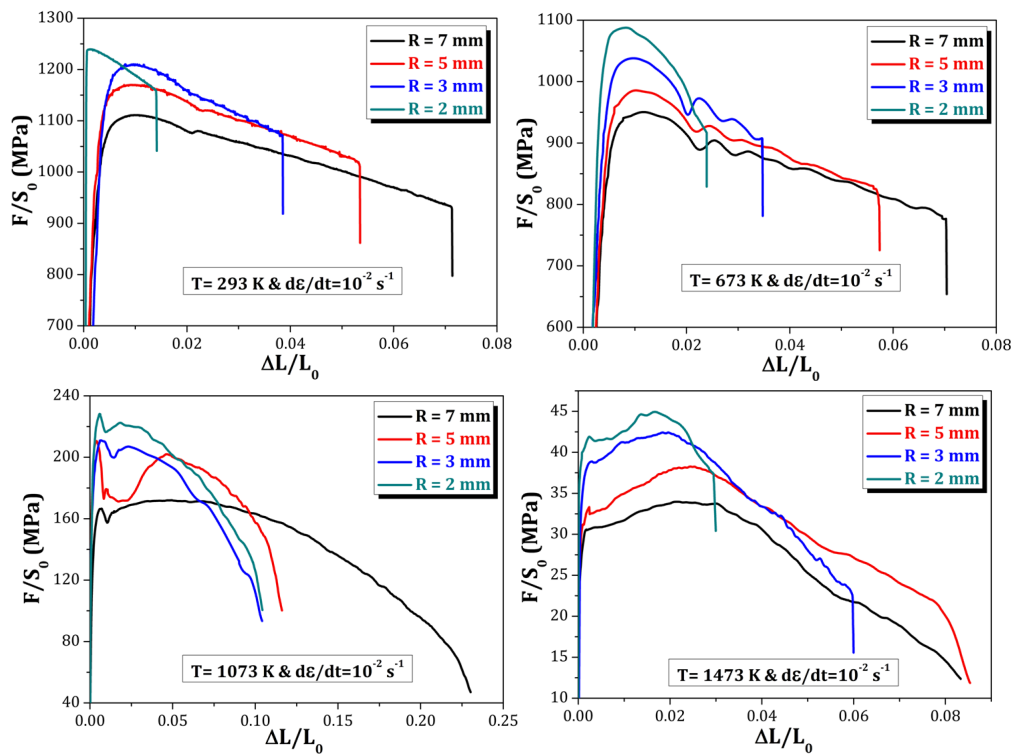 1300
1200
1100
1000
900
800
700
F/S0 (MPa)
R = 7 mm
R = 5 mm
R = 3 mm
R = 2 mm
T= 293 K & dε/dt=10-2 s-1
0.00 0.02 0.04 0.06 0.08
ΔL/L0
1100
1000
900
800
700
600
F/S0 (MPa)
R = 7 mm
R = 5 mm
R = 3 mm
R = 2 mm
T= 673 K & dε/dt=10-2 s-1
0.00 0.02 0.04 0.06 0.08
ΔL/L0
240
200
160
120
80
40
F/S0 (MPa)
R = 7 mm
R = 5 mm
R = 3 mm
R = 2 mm
T= 1073 K & dε/dt=10-2 s-1
0.00 0.05 0.10 0.15 0.20 0.25
ΔL/L0
45
40
35
30
25
20
15
10
F/S0 (MPa)
R = 7 mm
R = 5 mm
R = 3 mm
R = 2 mm
T= 1473 K & dε/dt=10-2 s-1
0.00 0.02 0.04 0.06 0.08
ΔL/L0